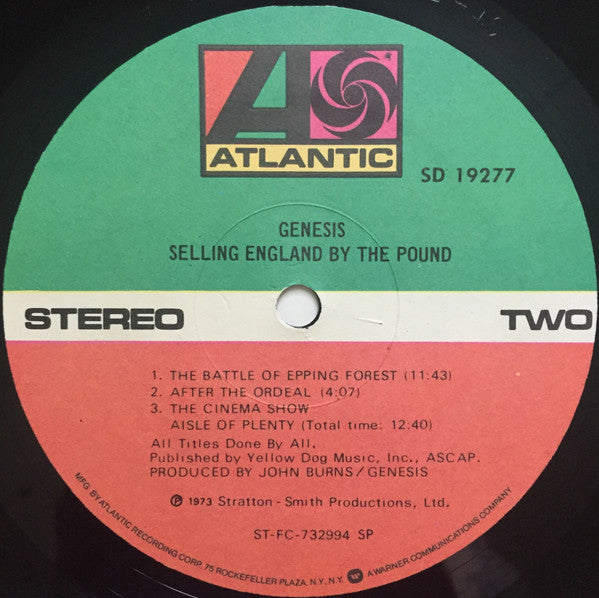 ATLANTIC
SD 19277
GENESIS
SELLING ENGLAND BY THE POUND
STEREO
TWO
1. THE BATTLE OF EPPING FOREST (11:43)
2. AFTER THE ORDEAL (4:07)
3. THE CINEMA SHOW
AISLE OF PLENTY (Total time: 12:40)
All Titles Done By All.
Published by Yellow Dog Music, Inc., ASCAP.
PRODUCED BY JOHN BURNS/GENESIS
℗ 1973 Stratton-Smith Productions, Ltd.
ST-FC-732994 SP
MFG. BY ATLANTIC RECORDING CORP. 75 ROCKEFELLER PLAZA, N.Y., N.Y. A WARNER COMMUNICATIONS COMPANY